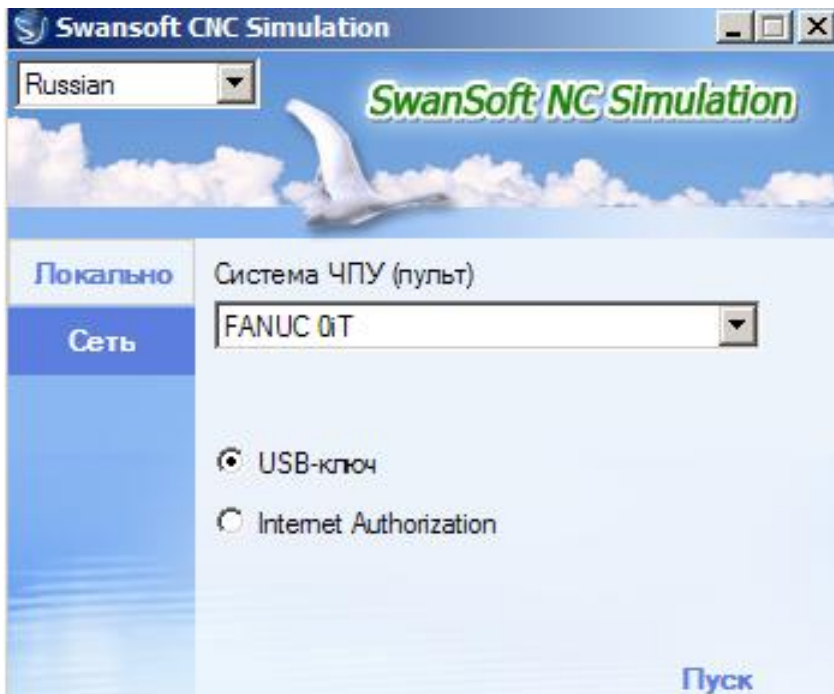 Swansoft CNC Simulation
Russian
SwanSoft NC Simulation
Локально
Система ЧПУ (пульт)
FANUC 0iT
Сеть
USB-ключ
Internet Authorization
Пуск